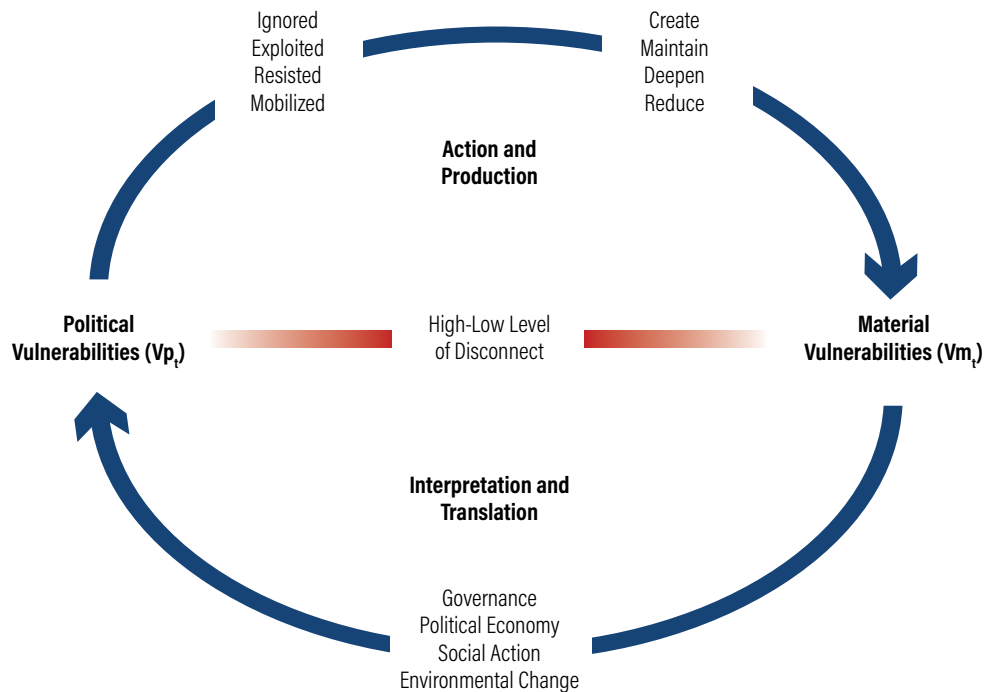 Ignored
Exploited
Resisted
Mobilized
Create
Maintain
Deepen
Reduce
Action and
Production
Political
Vulnerabilities (Vpt)
High-Low Level
of Disconnect
Material
Vulnerabilities (Vmt)
Interpretation and
Translation
Governance
Political Economy
Social Action
Environmental Change